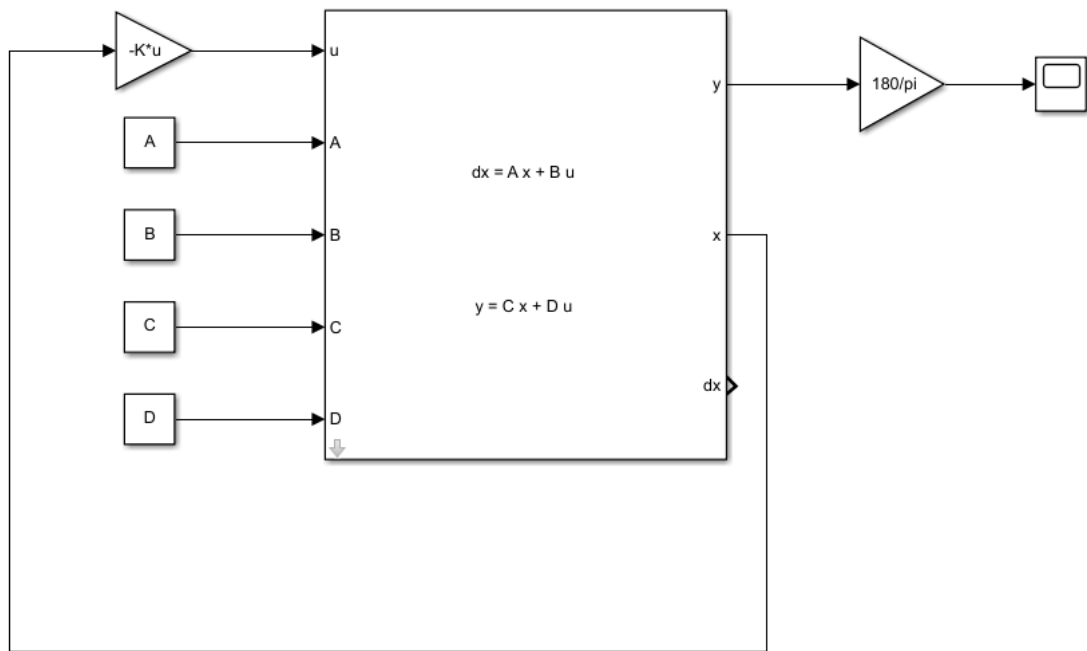 -K*u
u
A
A
B
B
C
C
D
D
dx = A x + B u
y = C x + D u
y
x
dx
180/pi